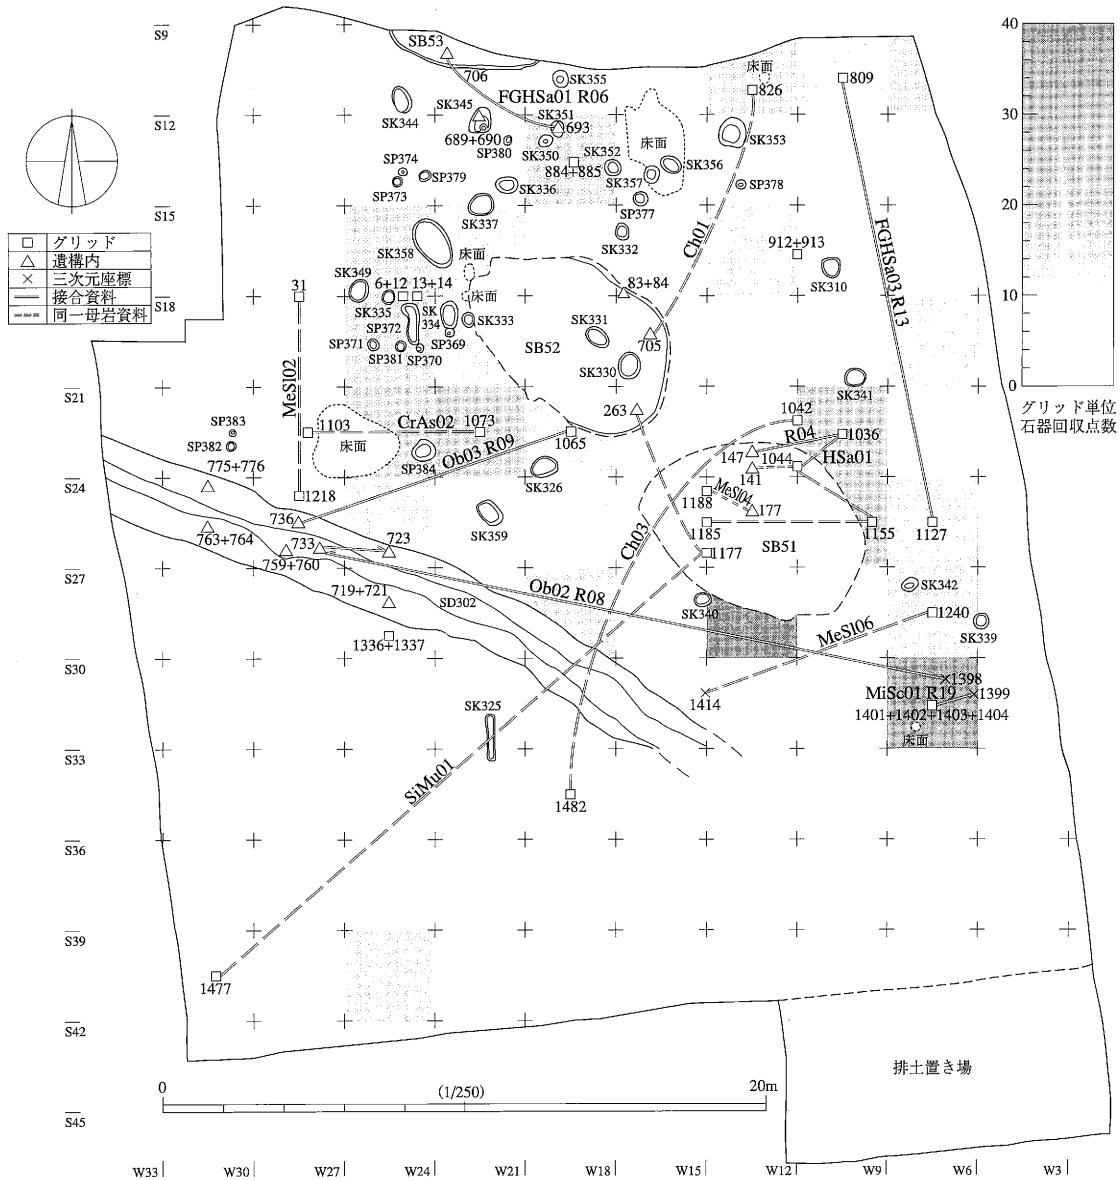 S9
S12
S15
S18
S21
S24
S27
S30
S33
S36
S39
S42
S45
W33
W30
W27
W24
W21
W18
W15
W12
W9
W6
W3
□ グリッド
△ 遺構内
× 三次元座標
接合資料
同一母岩資料
40
30
20
10
0
グリッド単位
石器回収点数
SB53
706
SK355
床面
826
809
FGHSa01 R06
SK344
SK345
SK351
693
689+690
SP380
SK350
SK352
床面
SK353
884+885
SK357
SK356
SP374
SP373
SP379
SK336
SP377
SP378
SK337
SK332
Ch01
FGHSa03 R13
SK358
912+913
SK310
床面
SK349
6+12
13+14
床面
83+84
31
SK335
SK334
SK333
SK331
705
SP372
SP369
SP371
SP381
SP370
SB52
SK330
MeSl02
SK341
263
1042
SP383
SP382
1103
床面
CrAs02
1073
1065
R04
1036
SP384
Ob03 R09
147
1044
HSa01
141
775+776
SK326
1218
1188
MeSl04
177
736
SK359
1185
1155
1127
763+764
Ch03
SB51
733
723
1177
759+760
719+721
SD302
Ob02 R08
SK340
SK342
1240
SK339
1336+1337
MeSl06
1414
1398
MiSc01 R19
1399
1401+1402+1403+1404
床面
SK325
SiMu01
1482
1477
排土置き場
0
(1/250)
20m